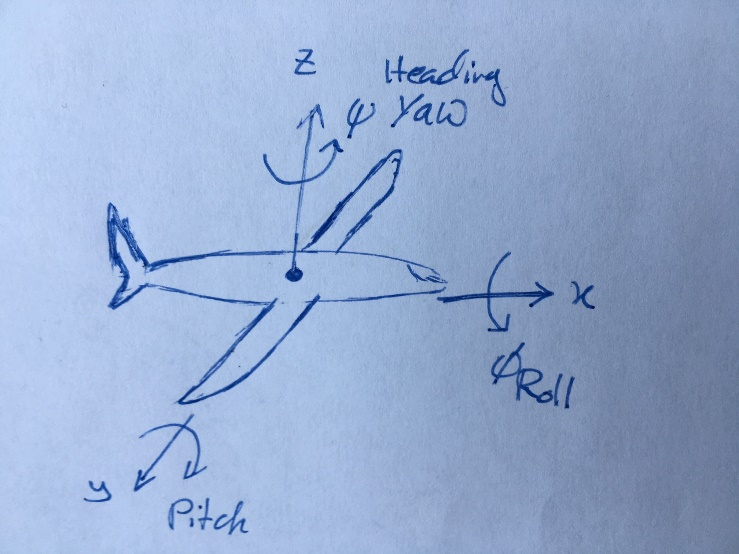 z
Heading
ψ Yaw
x
ϕ Roll
y
Pitch